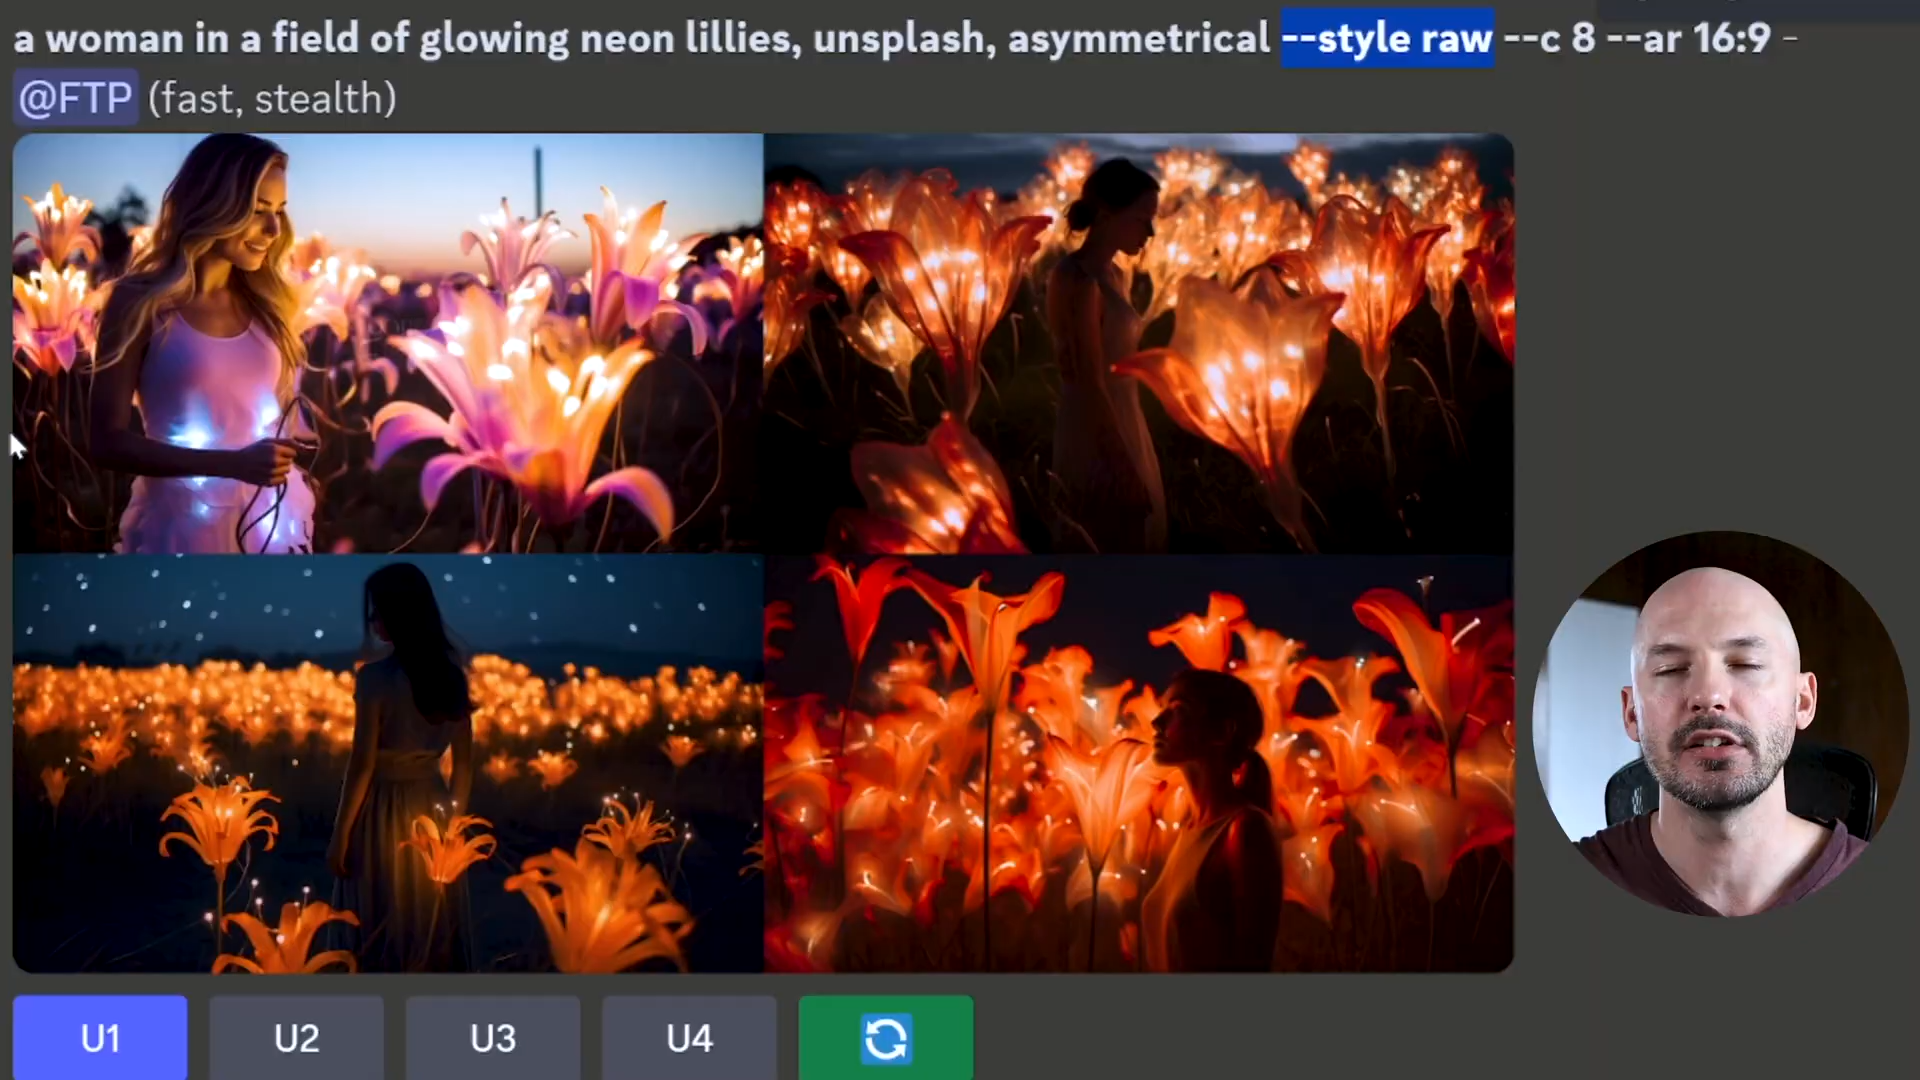 a woman in a field of glowing neon lillies, unsplash, asymmetrical --style raw --c 8 --ar 16:9 -
@FTP (fast, stealth)
U1 U2 U3 U4